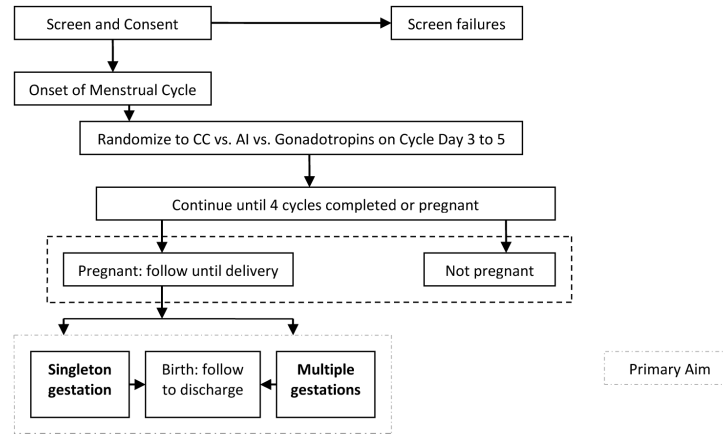 Screen and Consent
Screen failures
Onset of Menstrual Cycle
Randomize to CC vs. AI vs. Gonadotropins on Cycle Day 3 to 5
Continue until 4 cycles completed or pregnant
Pregnant: follow until delivery
Not pregnant
Singleton
gestation
Birth: follow
to discharge
Multiple
gestations
Primary Aim